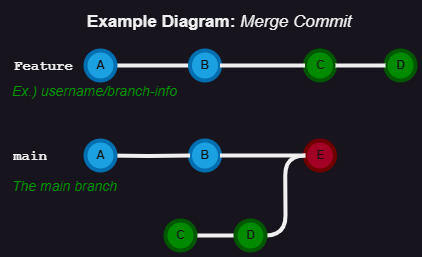 Example Diagram: Merge Commit
Feature A B C D
Ex.) username/branch-info
main A B E
The main branch
C D